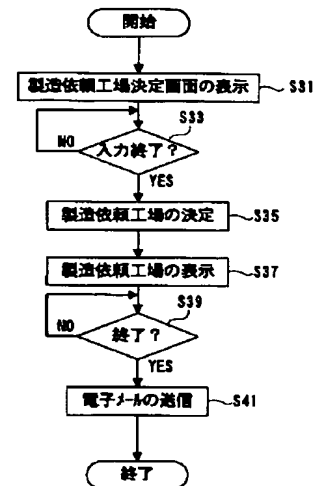 開始
製造依頼工場決定画面の表示 S31
S33
NO 入力終了?
YES
製造依頼工場の決定 S35
製造依頼工場の表示 S37
S39
NO 終了?
YES
電子メールの送信 S41
終了